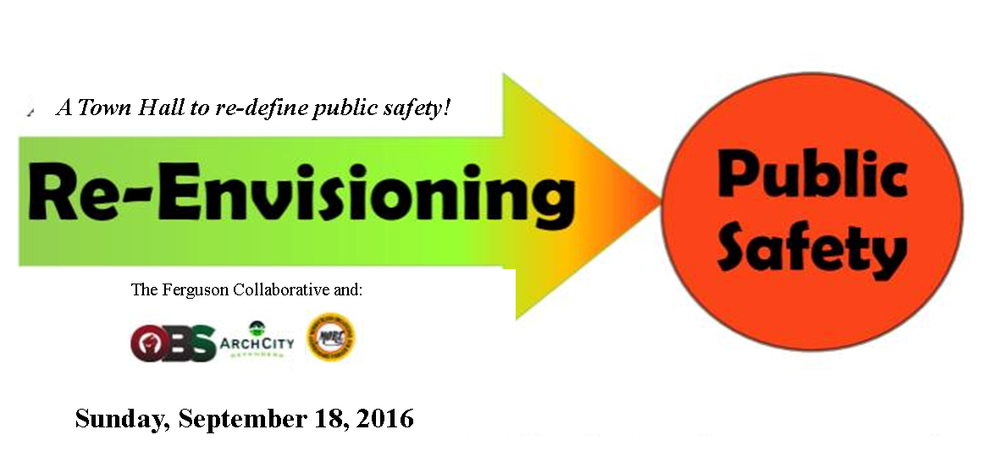 A Town Hall to re-define public safety!
Re-Envisioning
Public
Safety
The Ferguson Collaborative and:
OBS
ARCHCITY
DEFENDERS
Sunday, September 18, 2016